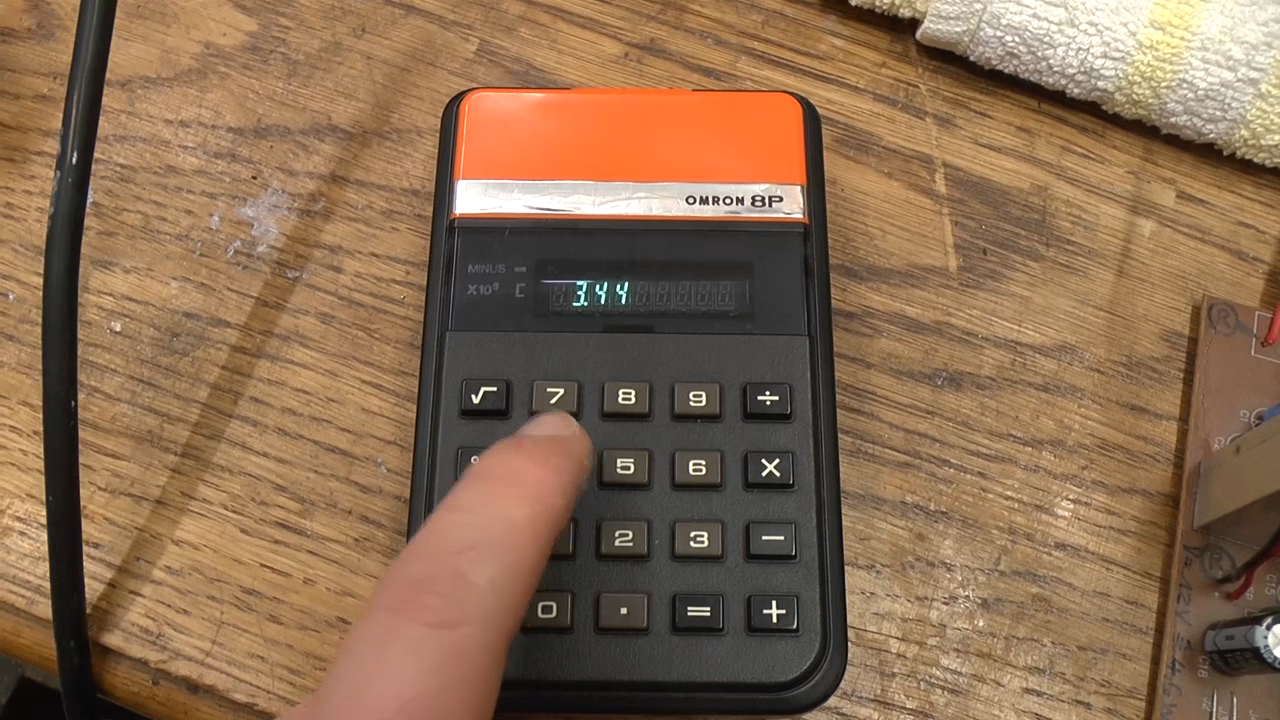 OMRON 8P
MINUS
X10⁸
3.44
√ 7 8 9 ÷
5 6 ×
2 3 −
0 . = +